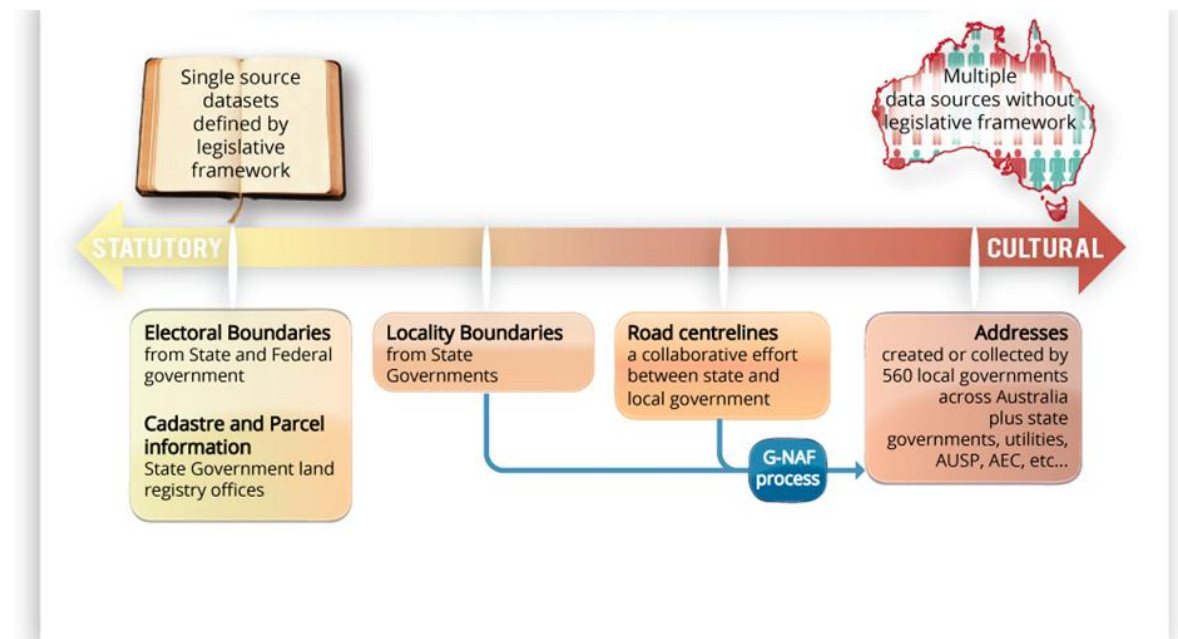 Single source
datasets
defined by
legislative
framework
Multiple
data sources without
legislative framework
STATUTORY
CULTURAL
Electoral Boundaries
from State and Federal
government
Cadastre and Parcel
information
State Government land
registry offices
Locality Boundaries
from State
Governments
Road centrelines
a collaborative effort
between state and
local government
G-NAF
process
Addresses
created or collected by
560 local governments
across Australia
plus state
governments, utilities,
AUSP, AEC, etc...